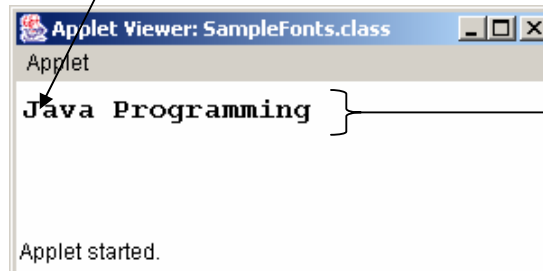 Applet Viewer: SampleFonts.class
Applet
Java Programming
Applet started.